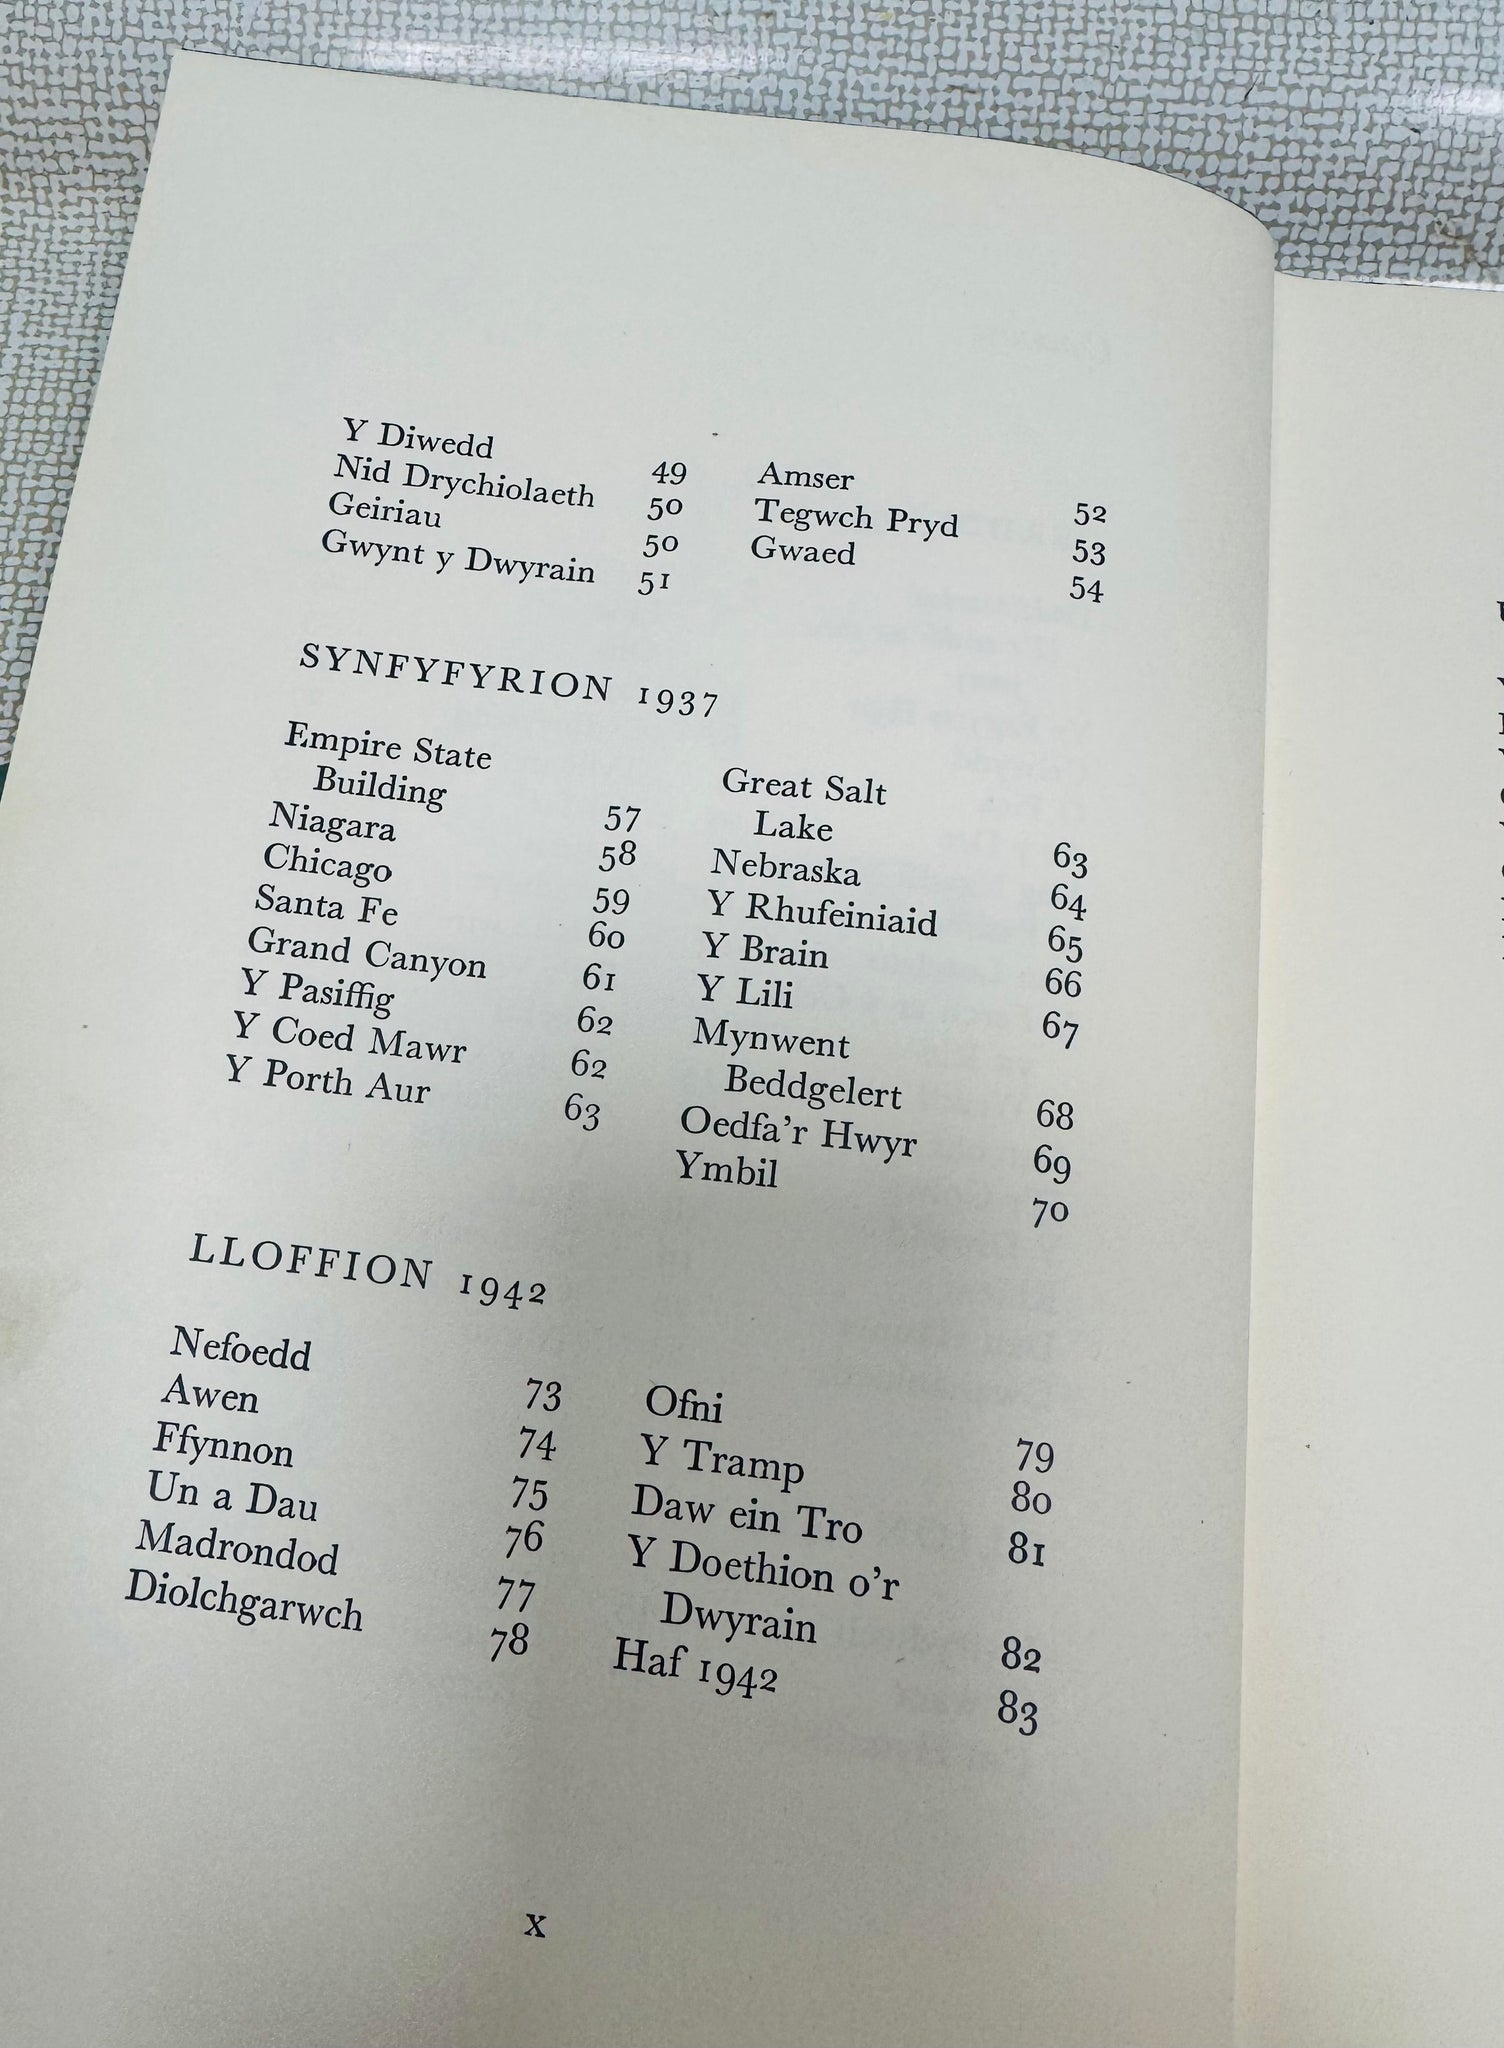 Y Diwedd 49
Nid Drychiolaeth 50
Geiriau 50
Gwynt y Dwyrain 51
Amser 52
Tegwch Pryd 53
Gwaed 54
SYNFYFYRION 1937
Empire State
Building 57
Niagara 58
Chicago 59
Santa Fe 60
Grand Canyon 61
Y Pasiffig 62
Y Coed Mawr 62
Y Porth Aur 63
Great Salt
Lake 63
Nebraska 64
Y Rhufeiniaid 65
Y Brain 66
Y Lili 67
Mynwent
Beddgelert 68
Oedfa'r Hwyr 69
Ymbil 70
LLOFFION 1942
Nefoedd 73
Awen 74
Ffynnon 75
Un a Dau 76
Madrondod 77
Diolchgarwch 78
Ofni 79
Y Tramp 80
Daw ein Tro 81
Y Doethion o'r
Dwyrain 82
Haf 1942 83
x